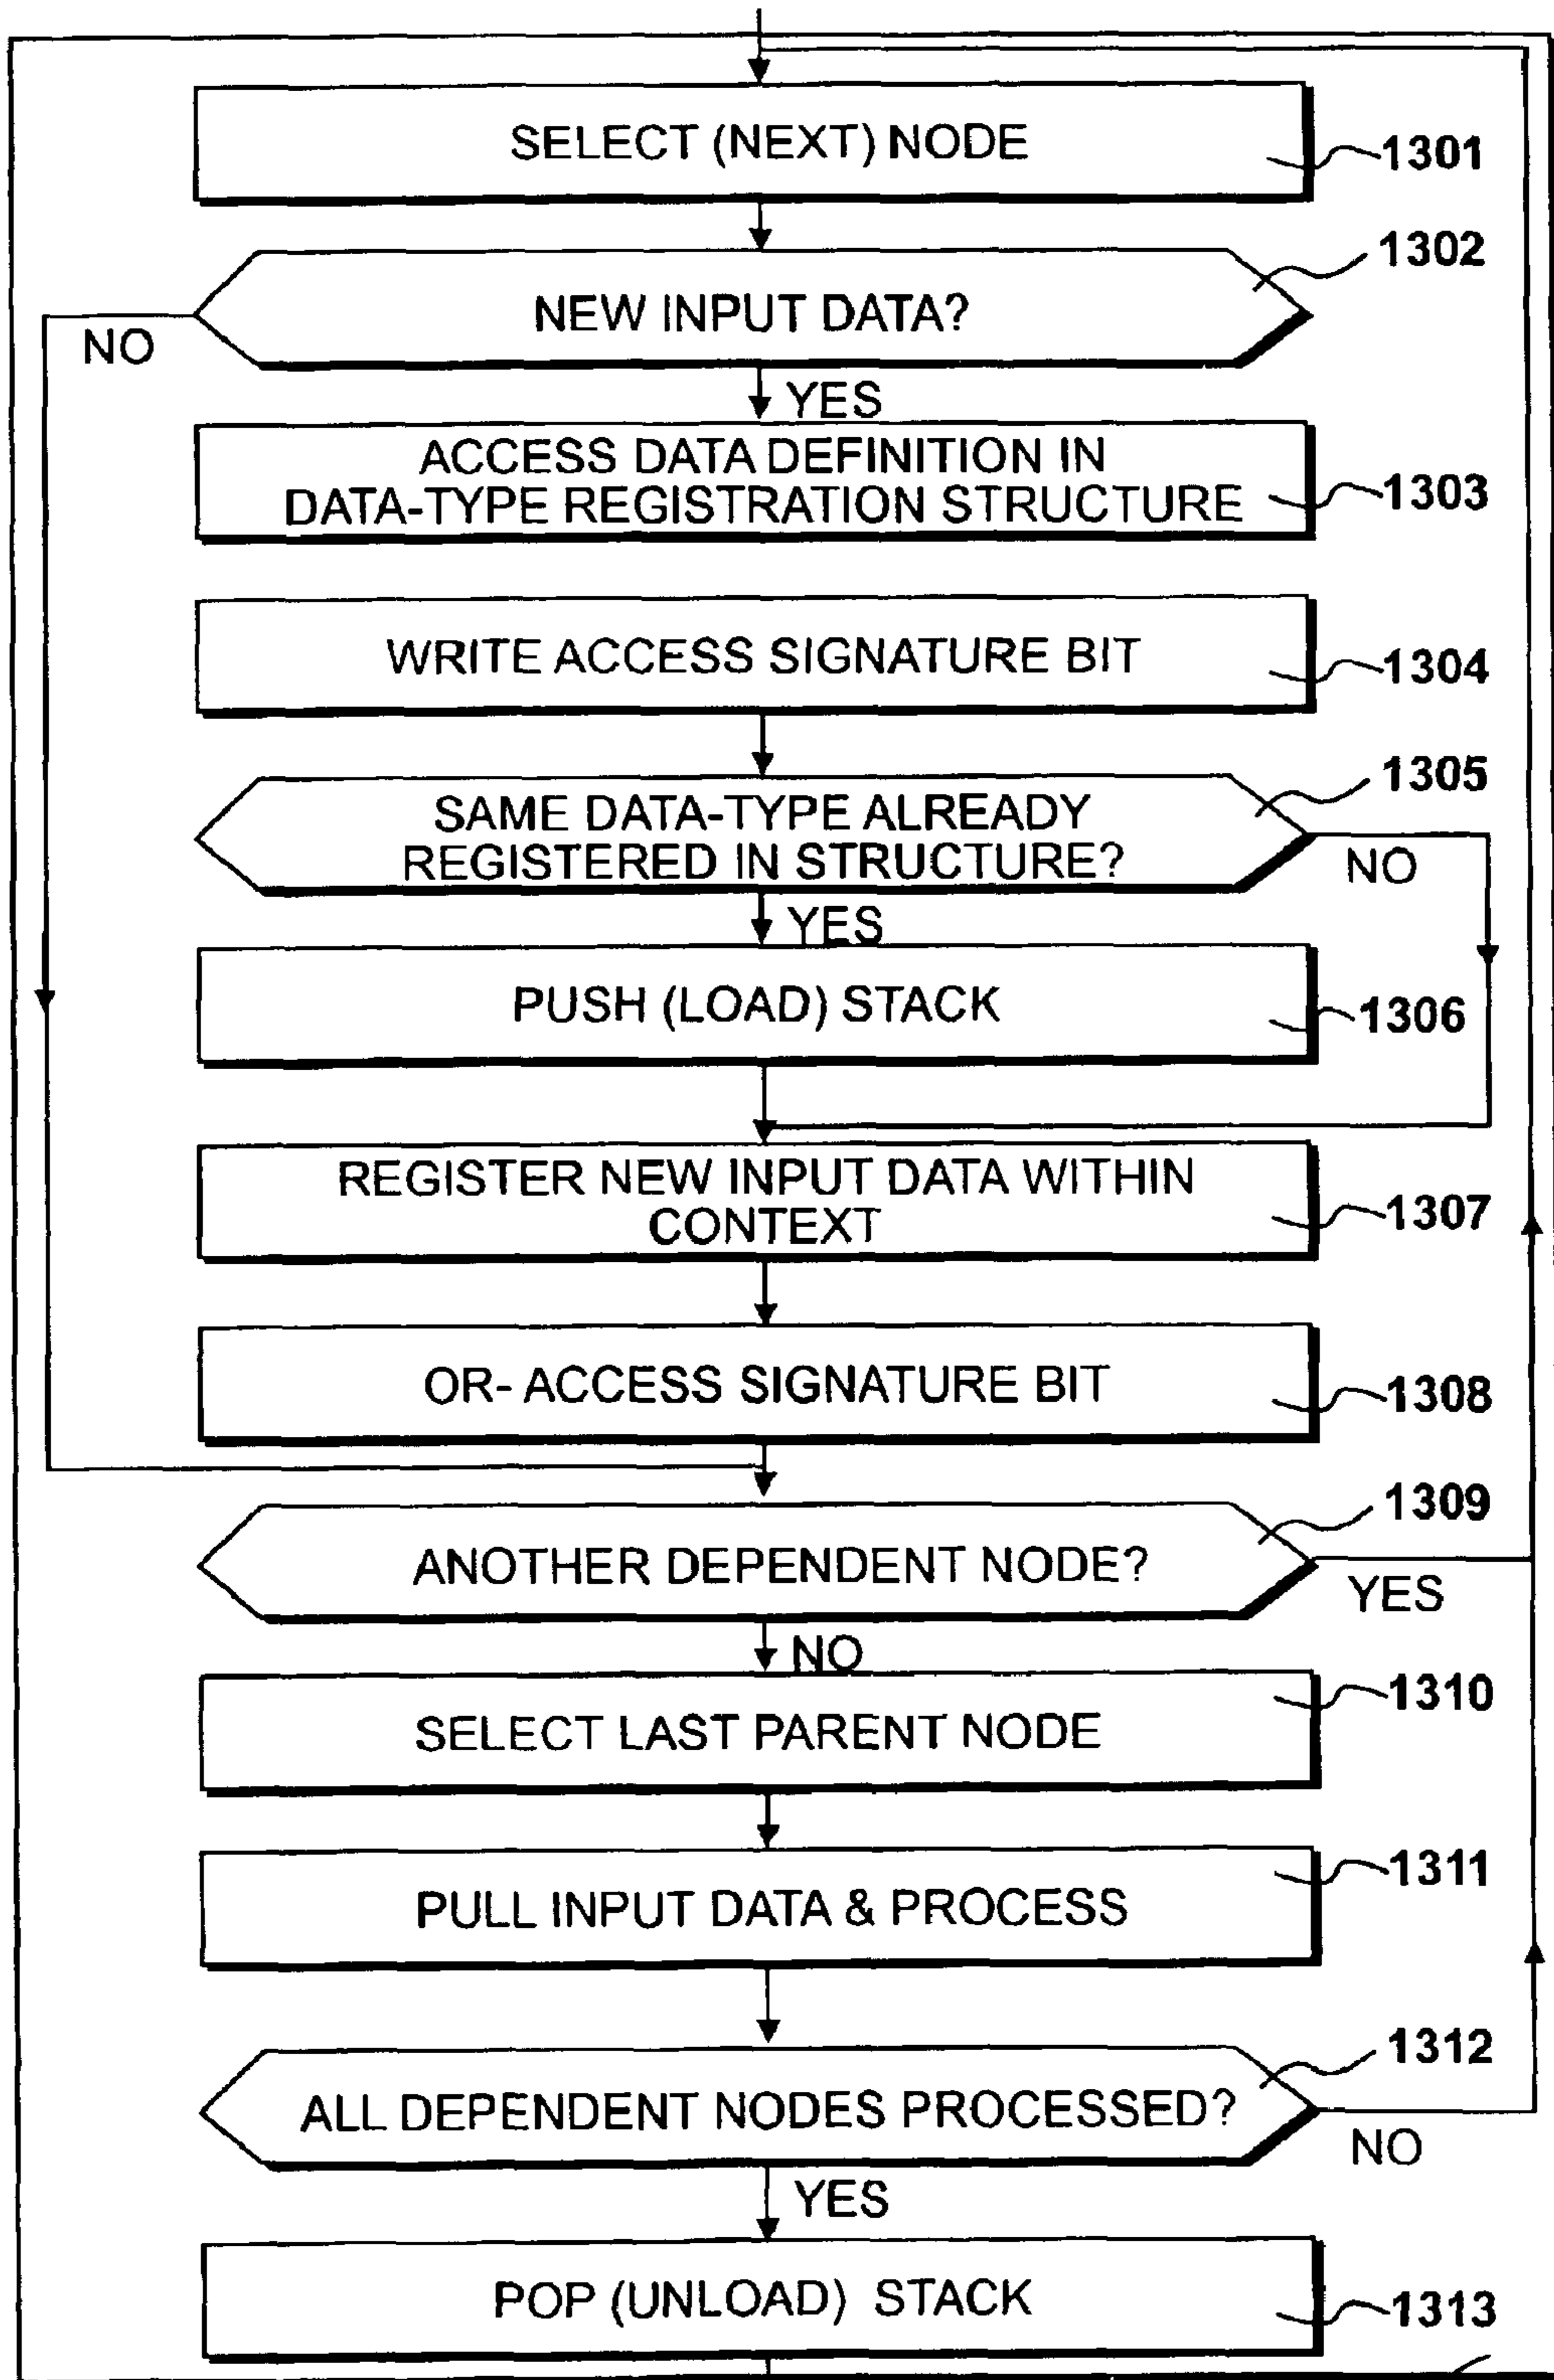 SELECT (NEXT) NODE
1301
1302
NEW INPUT DATA?
NO
YES
ACCESS DATA DEFINITION IN
DATA-TYPE REGISTRATION STRUCTURE
1303
WRITE ACCESS SIGNATURE BIT
1304
1305
SAME DATA-TYPE ALREADY
REGISTERED IN STRUCTURE?
NO
YES
PUSH (LOAD) STACK
1306
REGISTER NEW INPUT DATA WITHIN
CONTEXT
1307
OR- ACCESS SIGNATURE BIT
1308
1309
ANOTHER DEPENDENT NODE?
YES
NO
1310
SELECT LAST PARENT NODE
1311
PULL INPUT DATA & PROCESS
1312
ALL DEPENDENT NODES PROCESSED?
NO
YES
POP (UNLOAD) STACK
1313